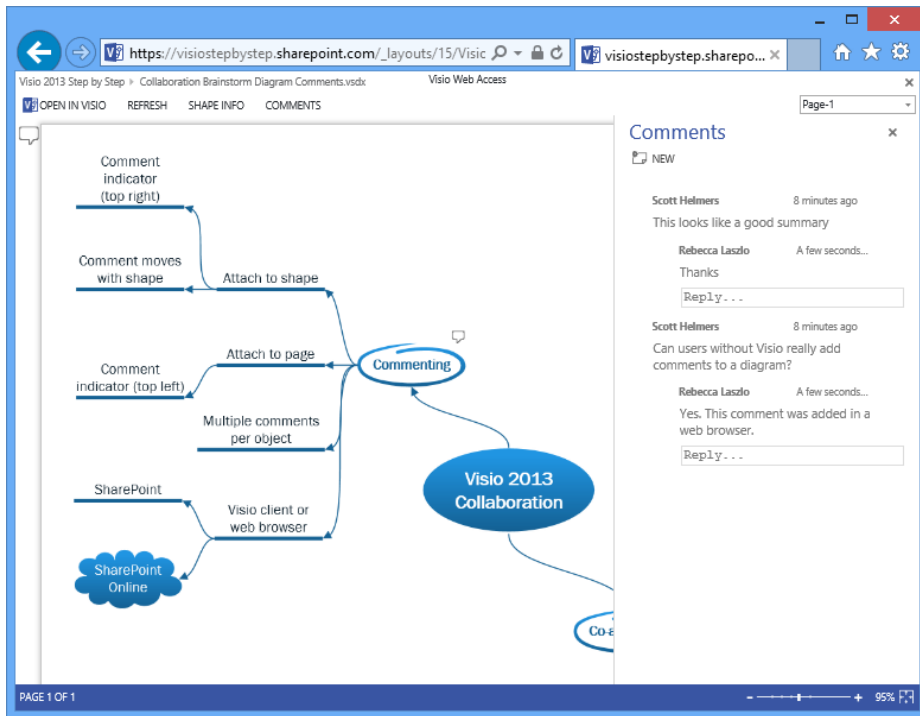 https://visiostepbystep.sharepoint.com/_layouts/15/Visic
visiostepbystep.sharepo...
Visio 2013 Step by Step ▸ Collaboration Brainstorm Diagram Comments.vsdx
Visio Web Access
OPEN IN VISIO REFRESH SHAPE INFO COMMENTS
Page-1
Comment
indicator
(top right)
Comment moves
with shape
Attach to shape
Attach to page
Comment
indicator (top left)
Multiple comments
per object
SharePoint
Visio client or
web browser
SharePoint
Online
Commenting
Visio 2013
Collaboration
Co-a
Comments
NEW
Scott Helmers 8 minutes ago
This looks like a good summary
Rebecca Laszlo A few seconds...
Thanks
Reply...
Scott Helmers 8 minutes ago
Can users without Visio really add
comments to a diagram?
Rebecca Laszlo A few seconds...
Yes. This comment was added in a
web browser.
Reply...
PAGE 1 OF 1
95%